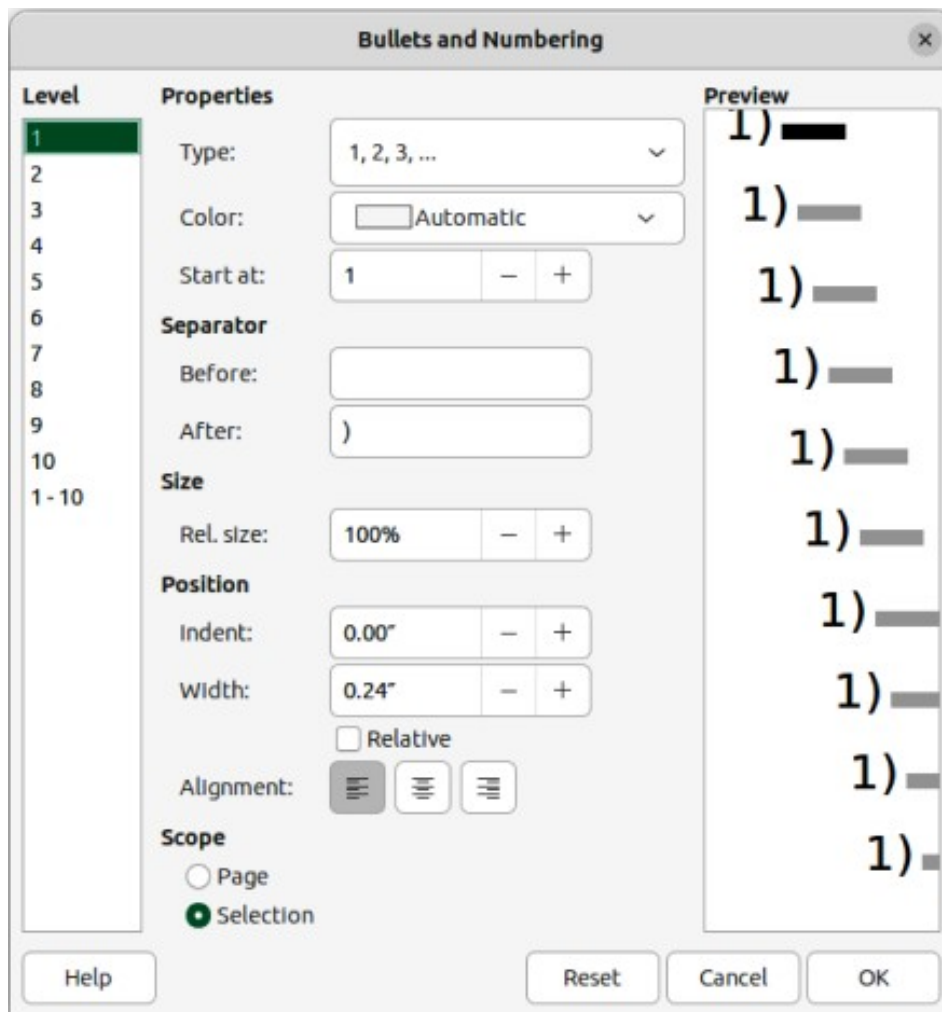 Bullets and Numbering
Level
1
2
3
4
5
6
7
8
9
10
1 - 10
Properties
Type: 1, 2, 3, ...
Color: Automatic
Start at: 1 − +
Separator
Before:
After: )
Size
Rel. size: 100% − +
Position
Indent: 0.00″ − +
Width: 0.24″ − +
Relative
Alignment:
Scope
Page
Selection
Preview
1)
1)
1)
1)
1)
1)
1)
1)
1)
1)
Help Reset Cancel OK